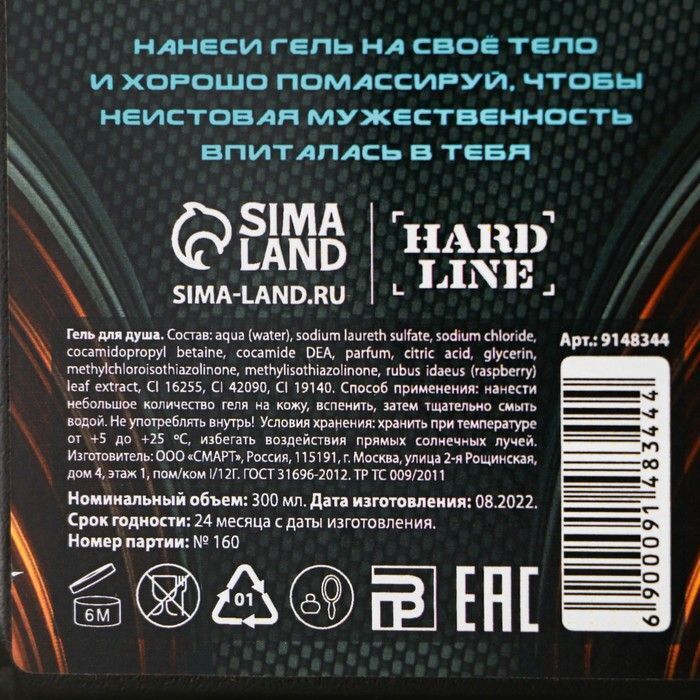 НАНЕСИ ГЕЛЬ НА СВОЁ ТЕЛО
И ХОРОШО ПОМАССИРУЙ, ЧТОБЫ
НЕИСТОВАЯ МУЖЕСТВЕННОСТЬ
ВПИТАЛАСЬ В ТЕБЯ
SIMA
LAND
SIMA-LAND.RU
HARD
LINE
Гель для душа. Состав: aqua (water), sodium laureth sulfate, sodium chloride,
cocamidopropyl betaine, cocamide DEA, parfum, citric acid, glycerin,
methylchloroisothiazolinone, methylisothiazolinone, rubus idaeus (raspberry)
leaf extract, CI 16255, CI 42090, CI 19140. Способ применения: нанести
небольшое количество геля на кожу, вспенить, затем тщательно смыть
водой. Не употреблять внутрь! Условия хранения: хранить при температуре
от +5 до +25 ºС, избегать воздействия прямых солнечных лучей.
Изготовитель: ООО «СМАРТ», Россия, 115191, г. Москва, улица 2-я Рощинская,
дом 4, этаж 1, пом/ком I/12Г. ГОСТ 31696-2012. ТР ТС 009/2011
Номинальный объем: 300 мл. Дата изготовления: 08.2022.
Срок годности: 24 месяца с даты изготовления.
Номер партии: № 160
Арт.: 9148344
6 900091 483444
6M
01
EAC